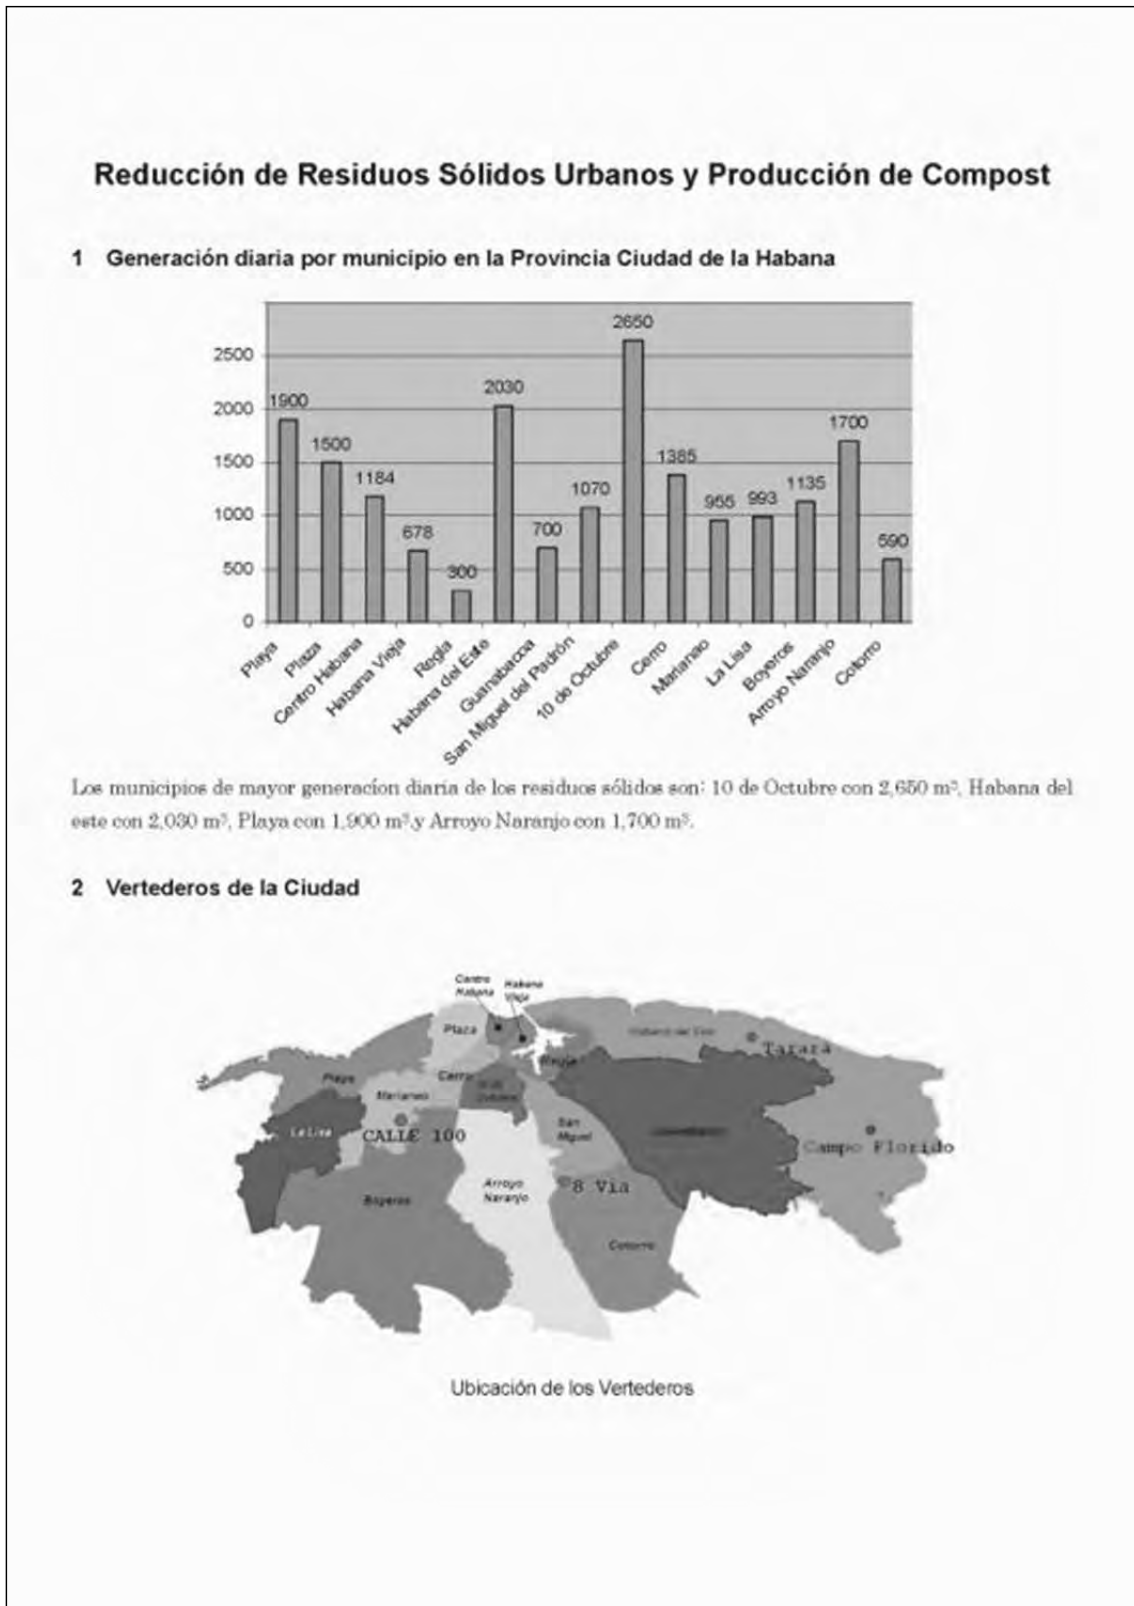 Reducción de Residuos Sólidos Urbanos y Producción de Compost
1 Generación diaria por municipio en la Provincia Ciudad de la Habana
2650
2500
2030
2000
1900
1700
1500
1500
1385
1184
1135
1070
1000
993
955
700
678
590
500
300
0
Playa
Plaza
Centro Habana
Habana Vieja
Regla
Habana del Este
Guanabacoa
San Miguel del Padrón
10 de Octubre
Cerro
Marianao
La Lisa
Boyeros
Arroyo Naranjo
Cotorro
Los municipios de mayor generacíon diaria de los residuos sólidos son: 10 de Octubre con 2,650 m³, Habana del
este con 2,030 m³, Playa con 1,900 m³,y Arroyo Naranjo con 1,700 m³.
2 Vertederos de la Ciudad
Centro
Habana
Habana
Vieja
Plaza
Habana del Este
Tarará
Regla
Playa
Cerro
Marianao
La Lisa
CALLE 100
San
Miguel
Campo Florido
Arroyo
Naranjo
8 Via
Boyeros
Cotorro
Ubicación de los Vertederos